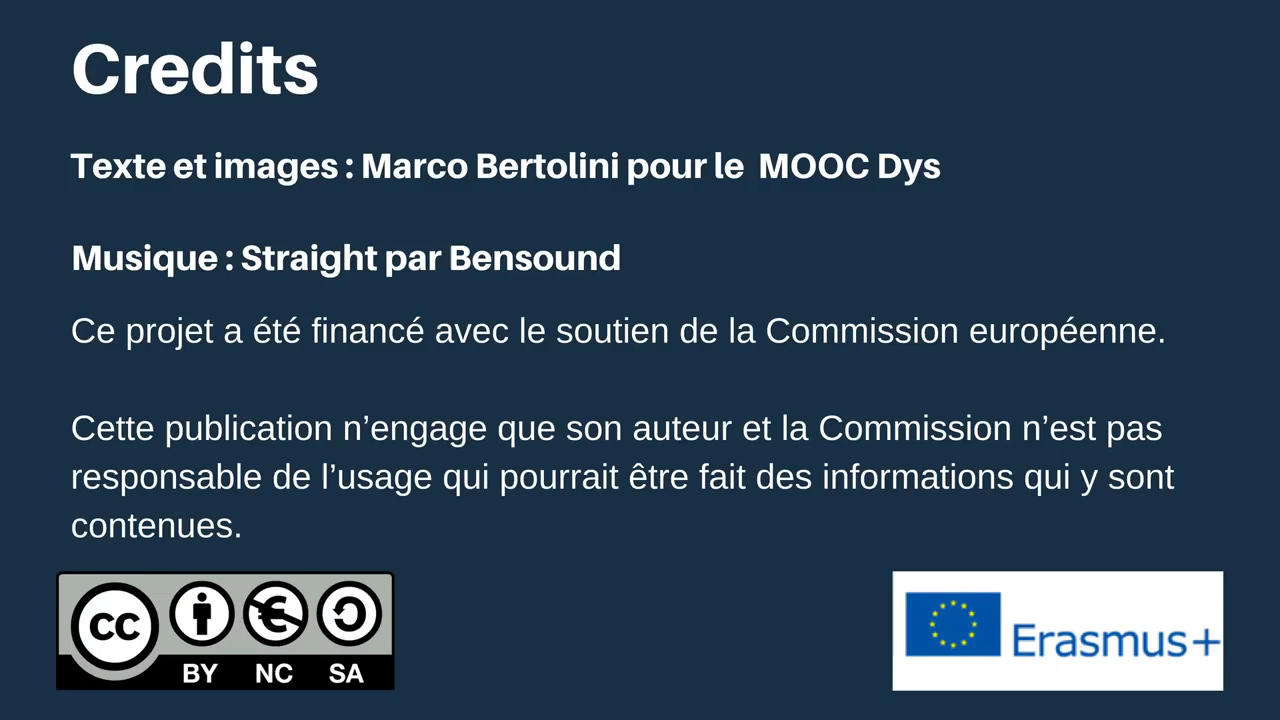 Credits
Texte et images : Marco Bertolini pour le MOOC Dys
Musique : Straight par Bensound
Ce projet a été financé avec le soutien de la Commission européenne.
Cette publication n’engage que son auteur et la Commission n’est pas
responsable de l’usage qui pourrait être fait des informations qui y sont
contenues.
cc
BY NC SA
Erasmus+